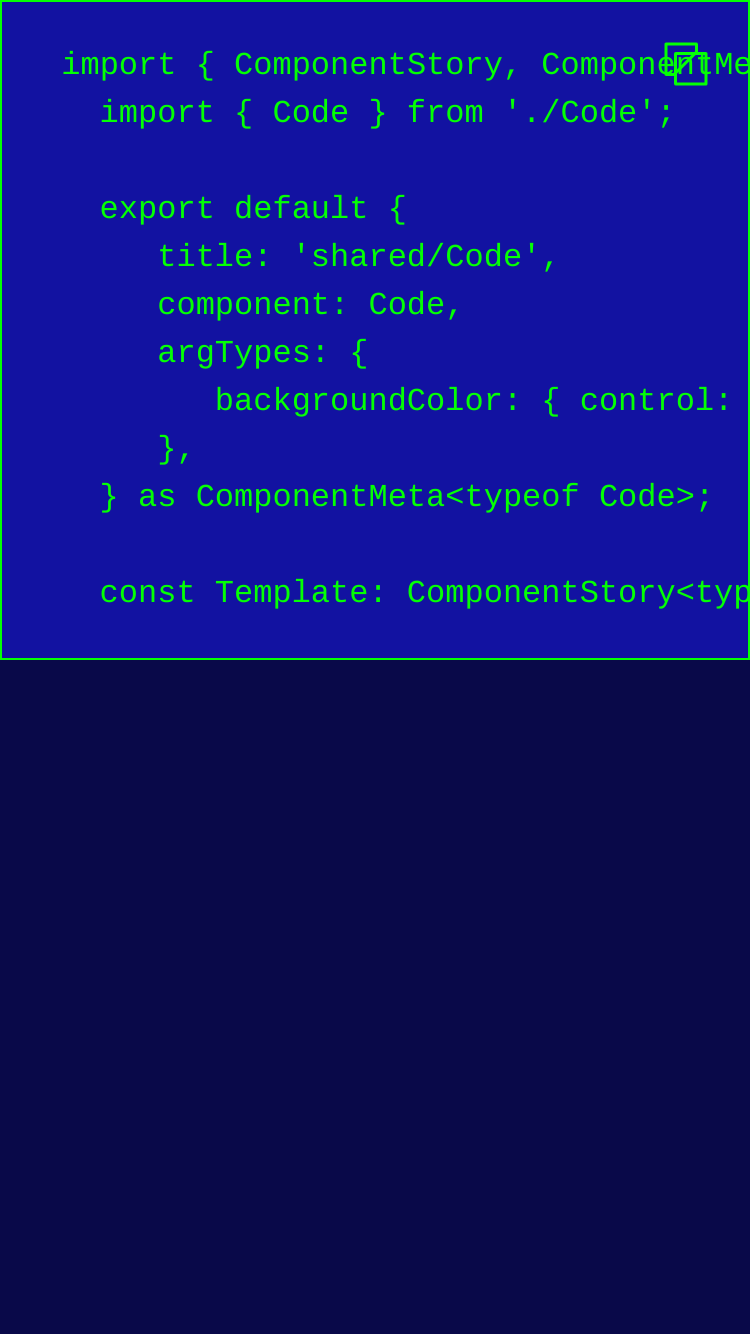 import { ComponentStory, ComponentMe
import { Code } from './Code';
export default {
title: 'shared/Code',
component: Code,
argTypes: {
backgroundColor: { control:
},
} as ComponentMeta<typeof Code>;
const Template: ComponentStory<typ